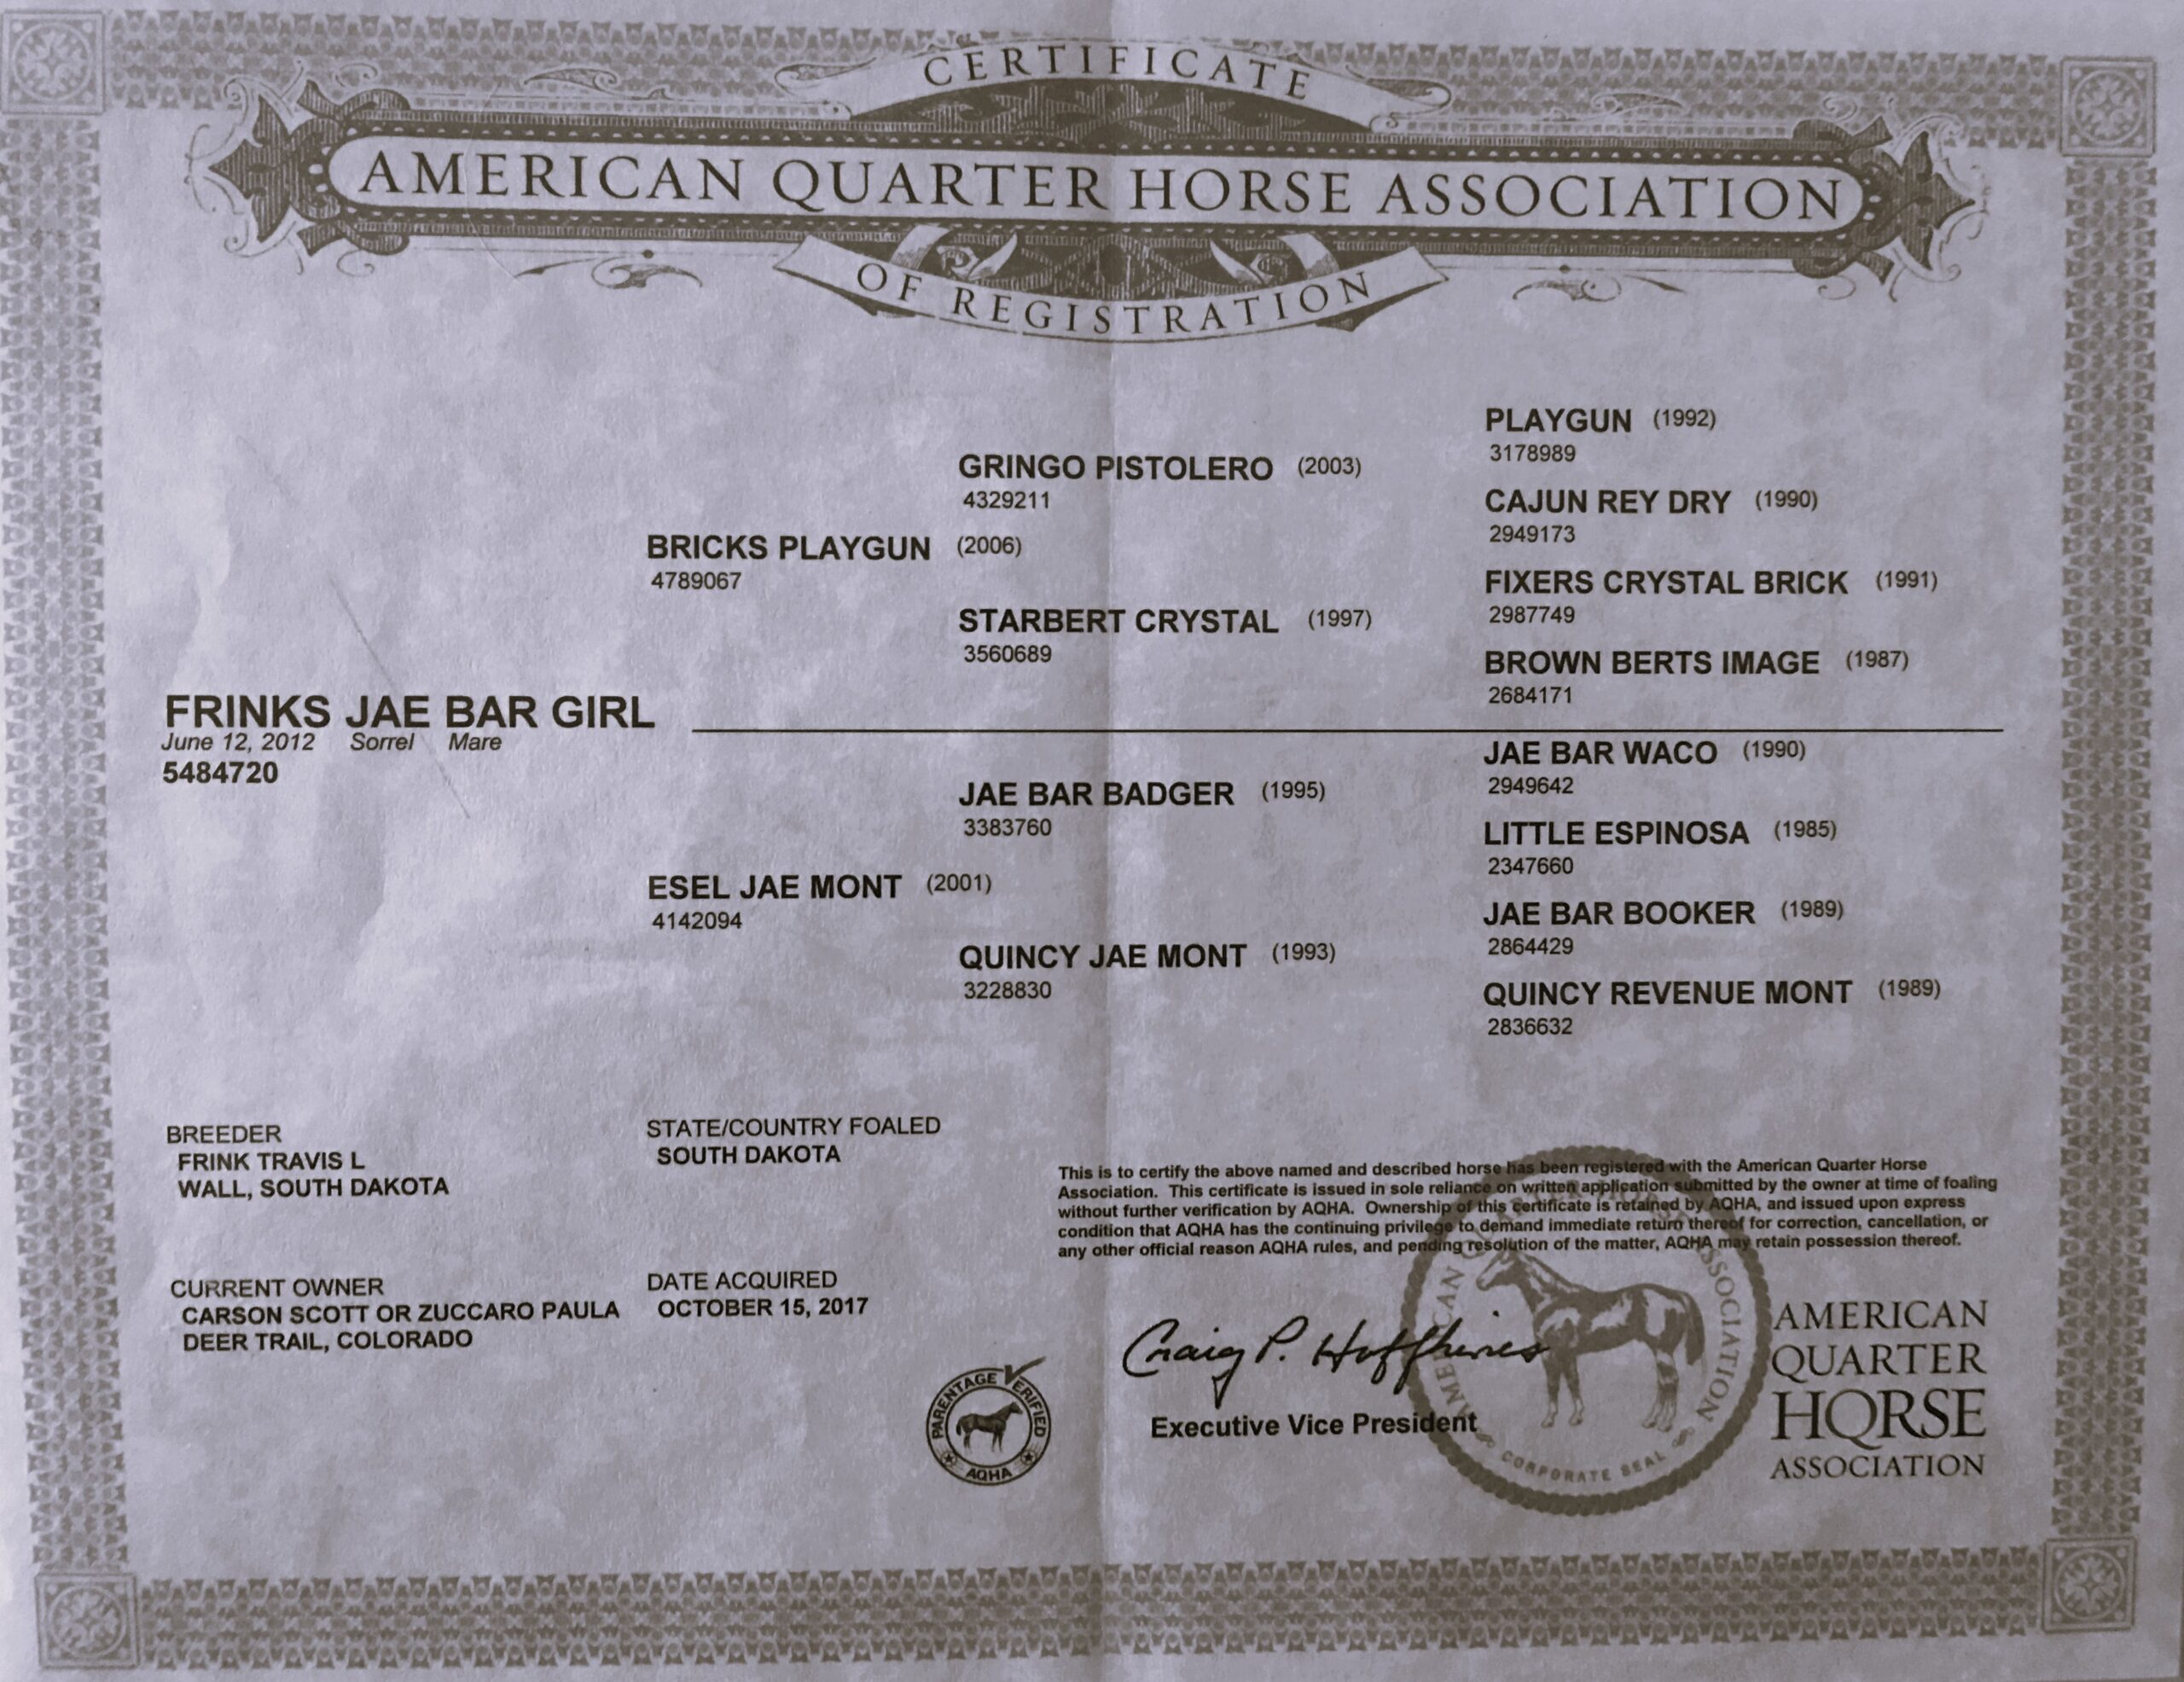 CERTIFICATE
AMERICAN QUARTER HORSE ASSOCIATION
OF REGISTRATION
PLAYGUN (1992)
3178989
GRINGO PISTOLERO (2003)
4329211
CAJUN REY DRY (1990)
2949173
BRICKS PLAYGUN (2006)
4789067
FIXERS CRYSTAL BRICK (1991)
2987749
STARBERT CRYSTAL (1997)
3560689
BROWN BERTS IMAGE (1987)
2684171
FRINKS JAE BAR GIRL
June 12, 2012 Sorrel Mare
5484720
JAE BAR WACO (1990)
2949642
JAE BAR BADGER (1995)
3383760
LITTLE ESPINOSA (1985)
2347660
ESEL JAE MONT (2001)
4142094
JAE BAR BOOKER (1989)
2864429
QUINCY JAE MONT (1993)
3228830
QUINCY REVENUE MONT (1989)
2836632
BREEDER
FRINK TRAVIS L
WALL, SOUTH DAKOTA
STATE/COUNTRY FOALED
SOUTH DAKOTA
This is to certify the above named and described horse has been registered with the American Quarter Horse
Association. This certificate is issued in sole reliance on written application submitted by the owner at time of foaling
without further verification by AQHA. Ownership of this certificate is retained by AQHA, and issued upon express
condition that AQHA has the continuing privilege to demand immediate return thereof for correction, cancellation, or
any other official reason AQHA rules, and pending resolution of the matter, AQHA may retain possession thereof.
CURRENT OWNER
CARSON SCOTT OR ZUCCARO PAULA
DEER TRAIL, COLORADO
DATE ACQUIRED
OCTOBER 15, 2017
PARENTAGE VERIFIED
AQHA
Craig P. Huffhines
Executive Vice President
AMERICAN QUARTER HORSE ASSOCIATION
CORPORATE SEAL
AMERICAN
QUARTER
HORSE
ASSOCIATION